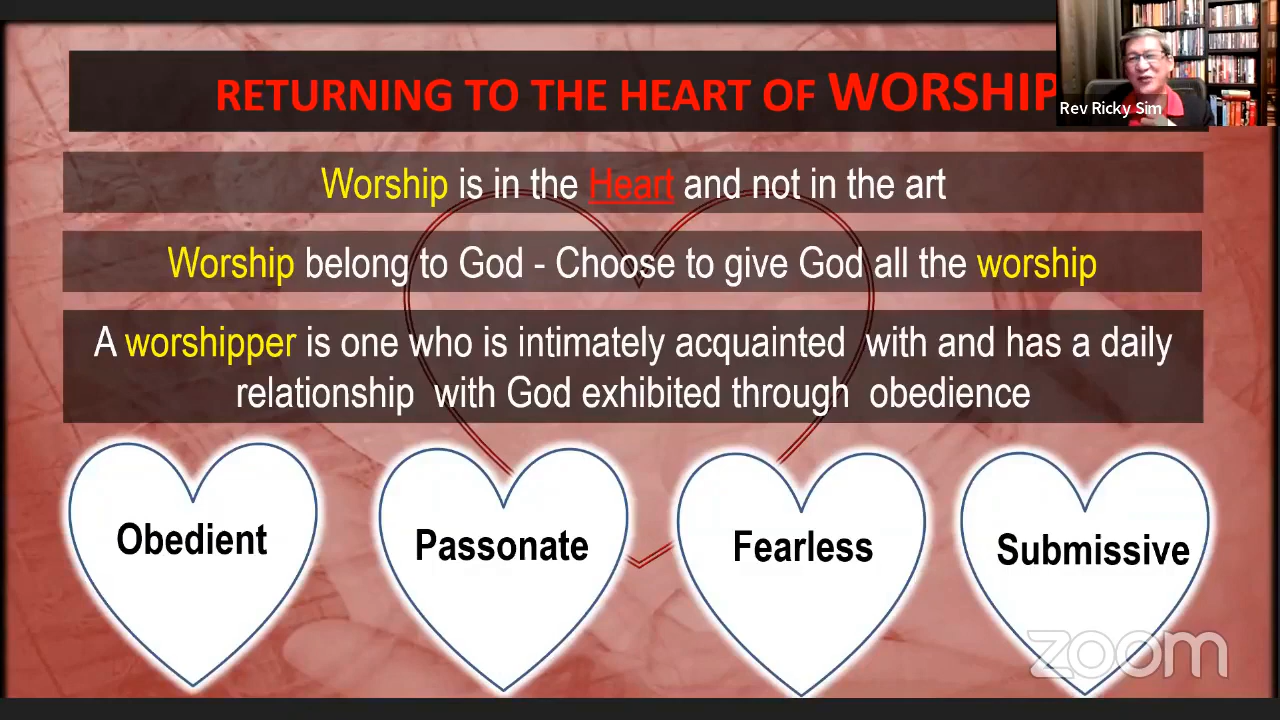 RETURNING TO THE HEART OF WORSHIP
Rev Ricky Sim
Worship is in the Heart and not in the art
Worship belong to God - Choose to give God all the worship
A worshipper is one who is intimately acquainted with and has a daily
relationship with God exhibited through obedience
Obedient
Passonate
Fearless
Submissive
zoom